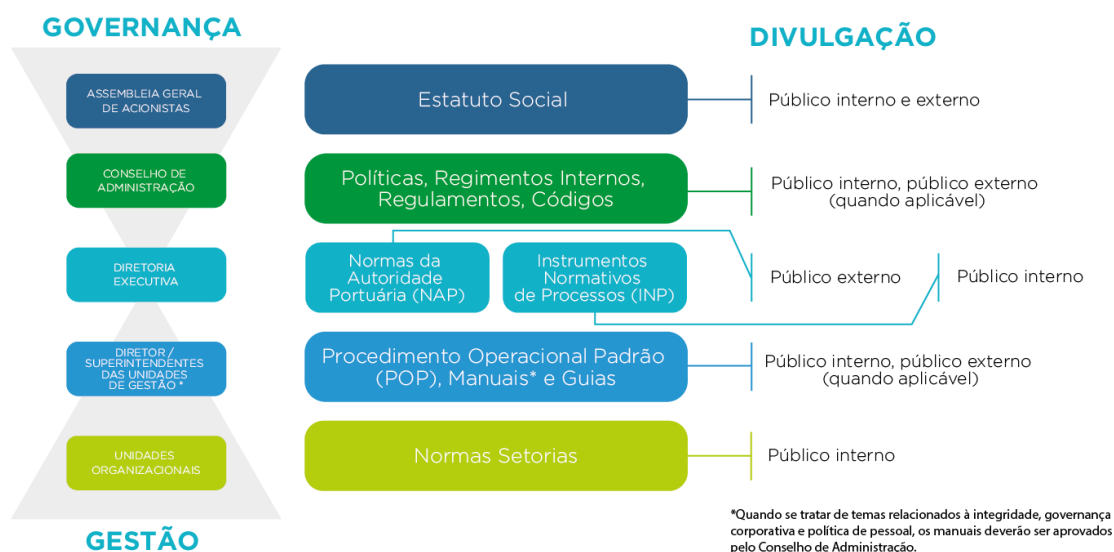 GOVERNANÇA
DIVULGAÇÃO
ASSEMBLEIA GERAL
DE ACIONISTAS
Estatuto Social
Público interno e externo
CONSELHO DE
ADMINISTRAÇÃO
Políticas, Regimentos Internos,
Regulamentos, Códigos
Público interno, público externo
(quando aplicável)
DIRETORIA
EXECUTIVA
Normas da
Autoridade
Portuária (NAP)
Instrumentos
Normativos
de Processos (INP)
Público externo
Público interno
DIRETOR /
SUPERINTENDENTES
DAS UNIDADES
DE GESTÃO *
Procedimento Operacional Padrão
(POP), Manuais* e Guias
Público interno, público externo
(quando aplicável)
UNIDADES
ORGANIZACIONAIS
Normas Setorias
Público interno
GESTÃO
*Quando se tratar de temas relacionados à integridade, governança
corporativa e política de pessoal, os manuais deverão ser aprovados
pelo Conselho de Administração.